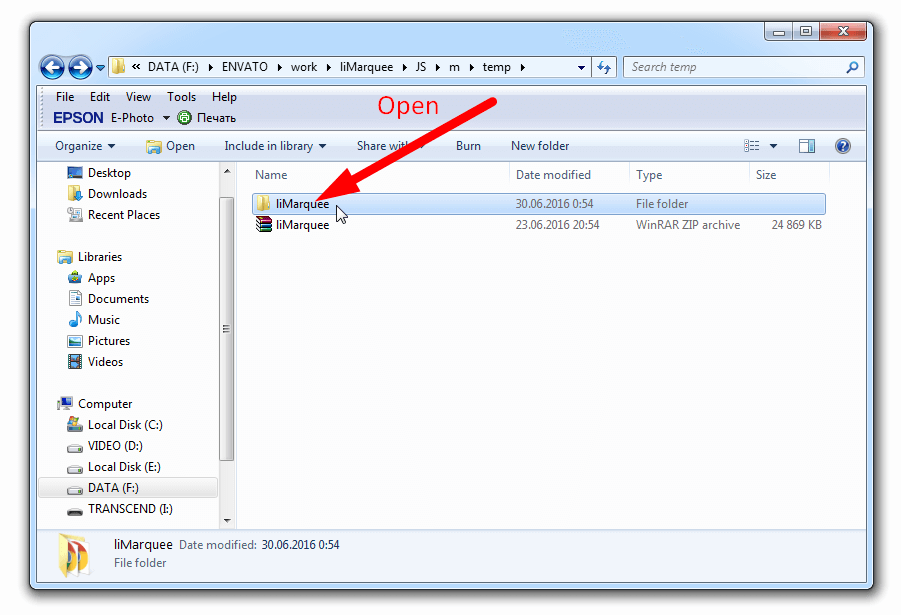 « DATA (F:) ▸ ENVATO ▸ work ▸ liMarquee ▸ JS ▸ m ▸ temp ▸
Search temp
File Edit View Tools Help
Open
EPSON E-Photo Печать
Organize Open Include in library Share with Burn New folder
Name Date modified Type Size
liMarquee 30.06.2016 0:54 File folder
liMarquee 23.06.2016 20:54 WinRAR ZIP archive 24 869 KB
Desktop
Downloads
Recent Places
Libraries
Apps
Documents
Music
Pictures
Videos
Computer
Local Disk (C:)
VIDEO (D:)
Local Disk (E:)
DATA (F:)
TRANSCEND (I:)
liMarquee Date modified: 30.06.2016 0:54
File folder